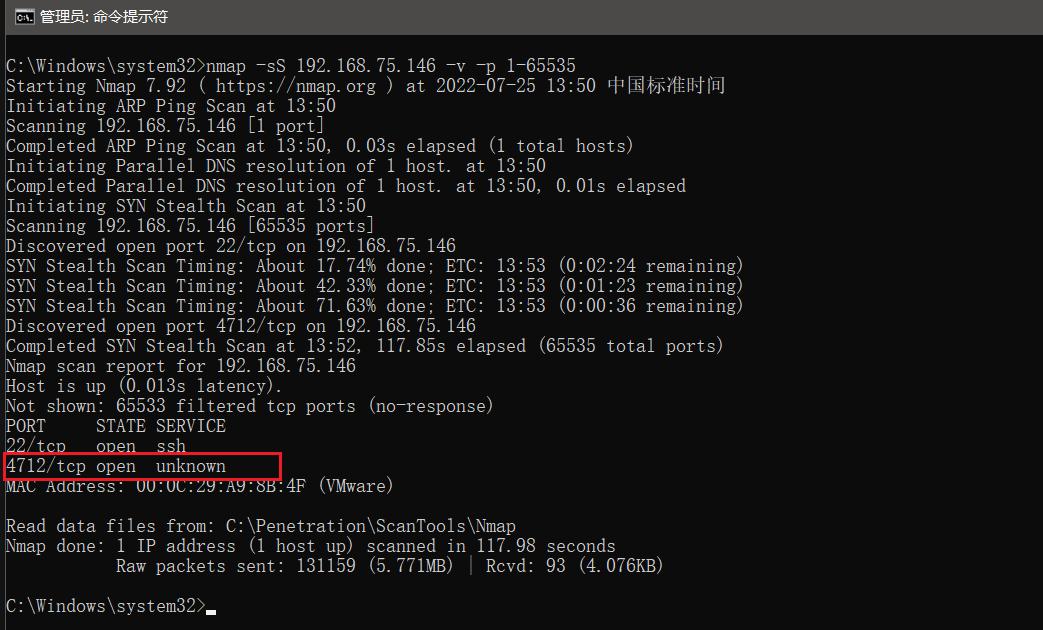 管理员: 命令提示符
C:\Windows\system32>nmap -sS 192.168.75.146 -v -p 1-65535
Starting Nmap 7.92 ( https://nmap.org ) at 2022-07-25 13:50 中国标准时间
Initiating ARP Ping Scan at 13:50
Scanning 192.168.75.146 [1 port]
Completed ARP Ping Scan at 13:50, 0.03s elapsed (1 total hosts)
Initiating Parallel DNS resolution of 1 host. at 13:50
Completed Parallel DNS resolution of 1 host. at 13:50, 0.01s elapsed
Initiating SYN Stealth Scan at 13:50
Scanning 192.168.75.146 [65535 ports]
Discovered open port 22/tcp on 192.168.75.146
SYN Stealth Scan Timing: About 17.74% done; ETC: 13:53 (0:02:24 remaining)
SYN Stealth Scan Timing: About 42.33% done; ETC: 13:53 (0:01:23 remaining)
SYN Stealth Scan Timing: About 71.63% done; ETC: 13:53 (0:00:36 remaining)
Discovered open port 4712/tcp on 192.168.75.146
Completed SYN Stealth Scan at 13:52, 117.85s elapsed (65535 total ports)
Nmap scan report for 192.168.75.146
Host is up (0.013s latency).
Not shown: 65533 filtered tcp ports (no-response)
PORT     STATE SERVICE
22/tcp   open  ssh
4712/tcp open  unknown
MAC Address: 00:0C:29:A9:8B:4F (VMware)
Read data files from: C:\Penetration\ScanTools\Nmap
Nmap done: 1 IP address (1 host up) scanned in 117.98 seconds
           Raw packets sent: 131159 (5.771MB) | Rcvd: 93 (4.076KB)
C:\Windows\system32>